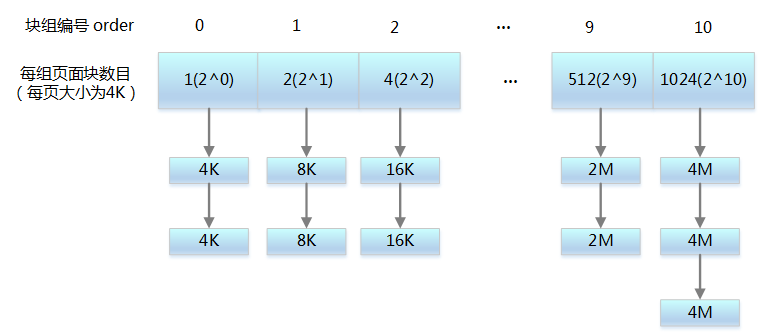 块组编号 order 0 1 2 ... 9 10
每组页面块数目
（每页大小为4K）
1(2^0) 2(2^1) 4(2^2) ... 512(2^9) 1024(2^10)
4K 8K 16K 2M 4M
4K 8K 16K 2M 4M
4M